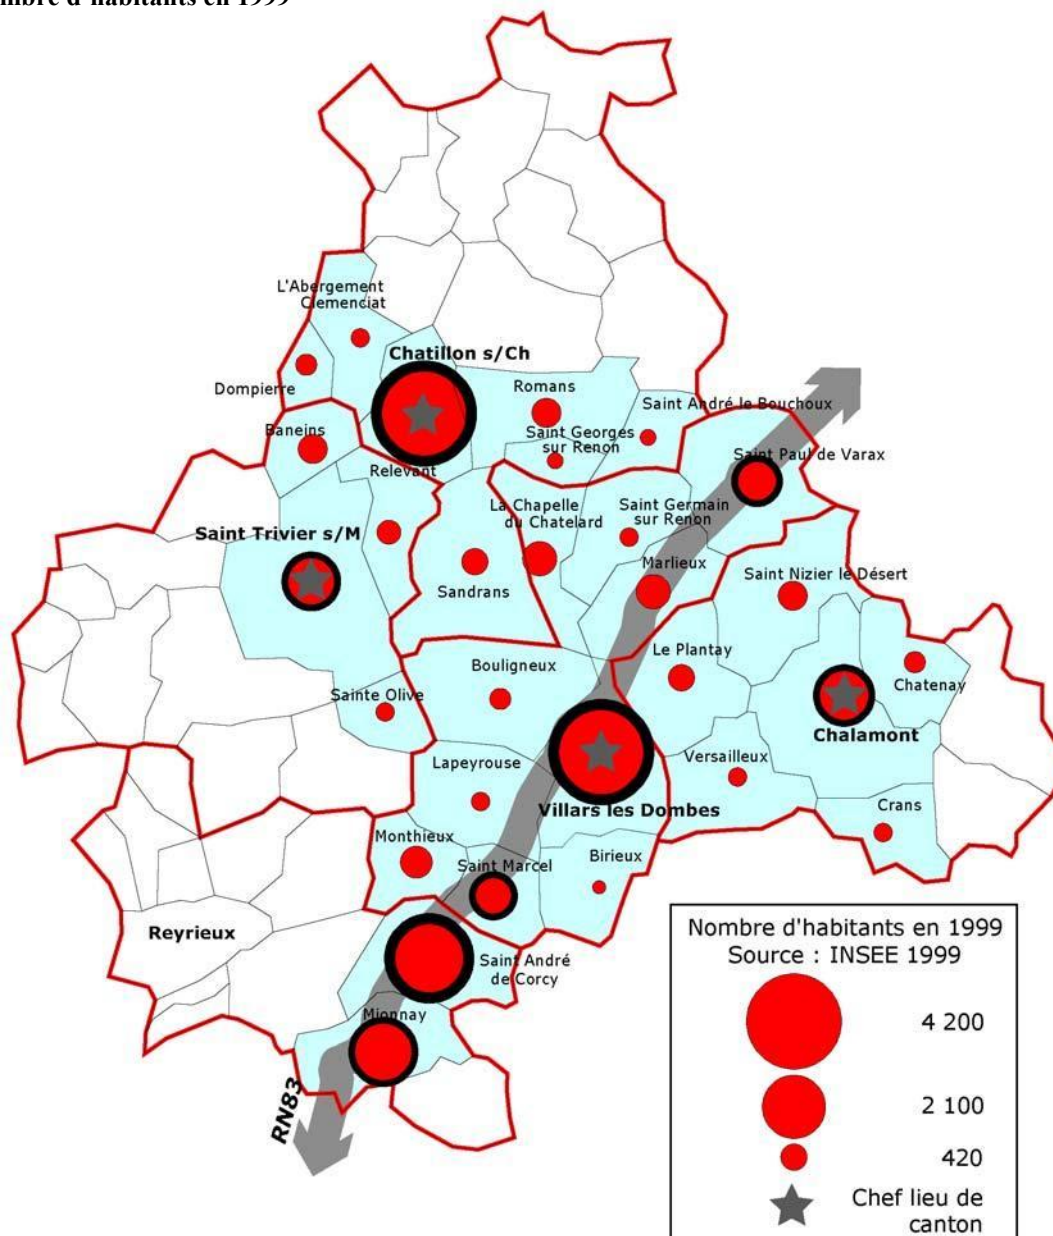 d'habitants en 1999
L'Abergement
Clemenciat
Chatillon s/Ch
Dompierre
Romans
Saint André le Bouchoux
Baneins
Saint Georges
sur Renon
Saint Paul de Varax
Relevant
La Chapelle
du Chatelard
Saint Germain
sur Renon
Saint Trivier s/M
Marlieux
Saint Nizier le Désert
Sandrans
Le Plantay
Bouligneux
Chatenay
Sainte Olive
Chalamont
Lapeyrouse
Versailleux
Villars les Dombes
Crans
Monthieux
Saint Marcel
Birieux
Reyrieux
Saint André
de Corcy
Mionnay
RN83
Nombre d'habitants en 1999
Source : INSEE 1999
4 200
2 100
420
Chef lieu de
canton